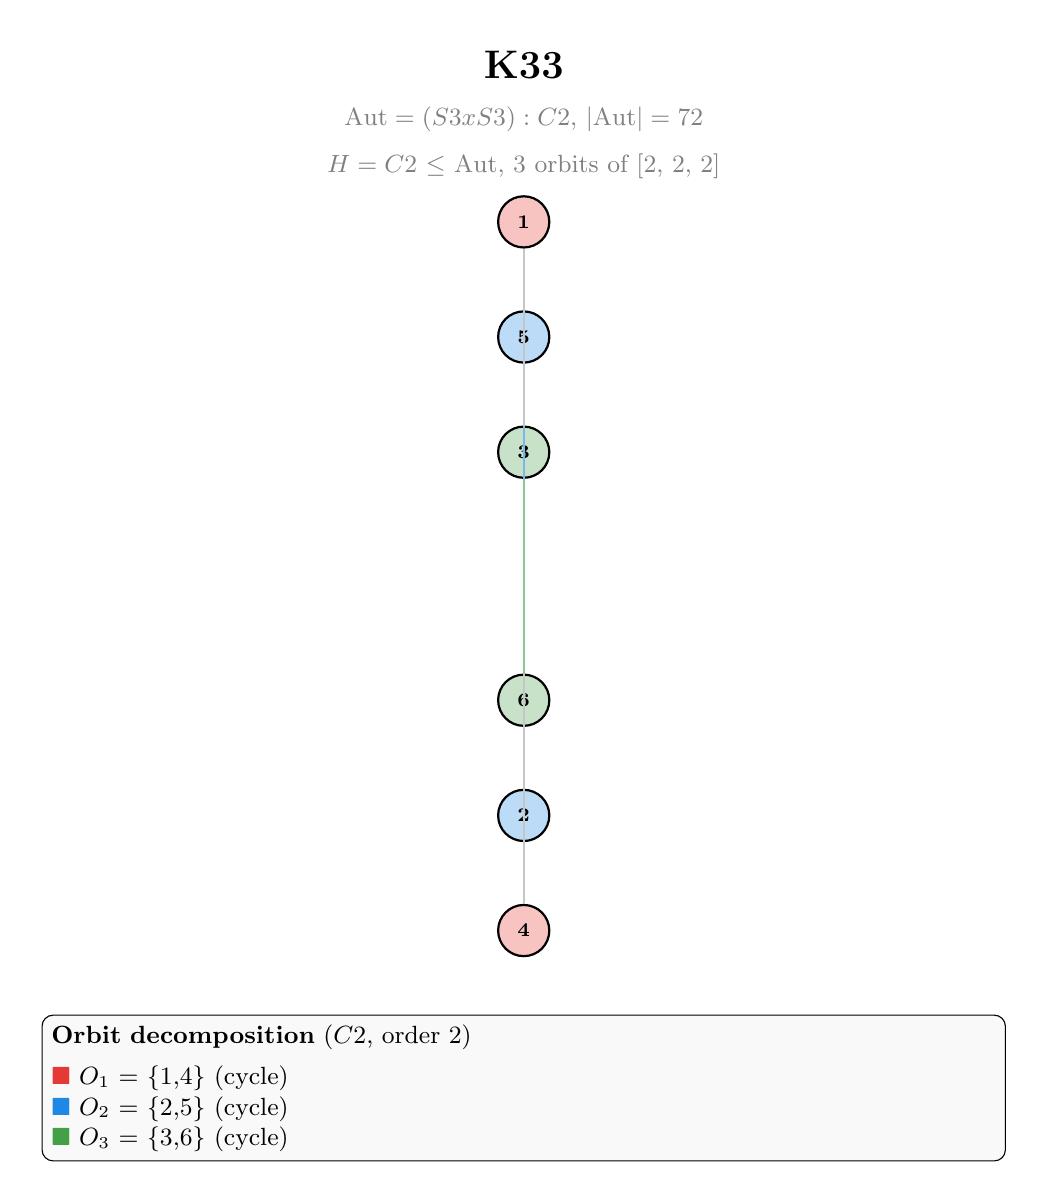 K33
Aut = (S3xS3) : C2, |Aut| = 72
H = C2 ≤ Aut, 3 orbits of [2, 2, 2]
1
5
3
6
2
4
Orbit decomposition (C2, order 2)
O₁ = {1,4} (cycle)
O₂ = {2,5} (cycle)
O₃ = {3,6} (cycle)